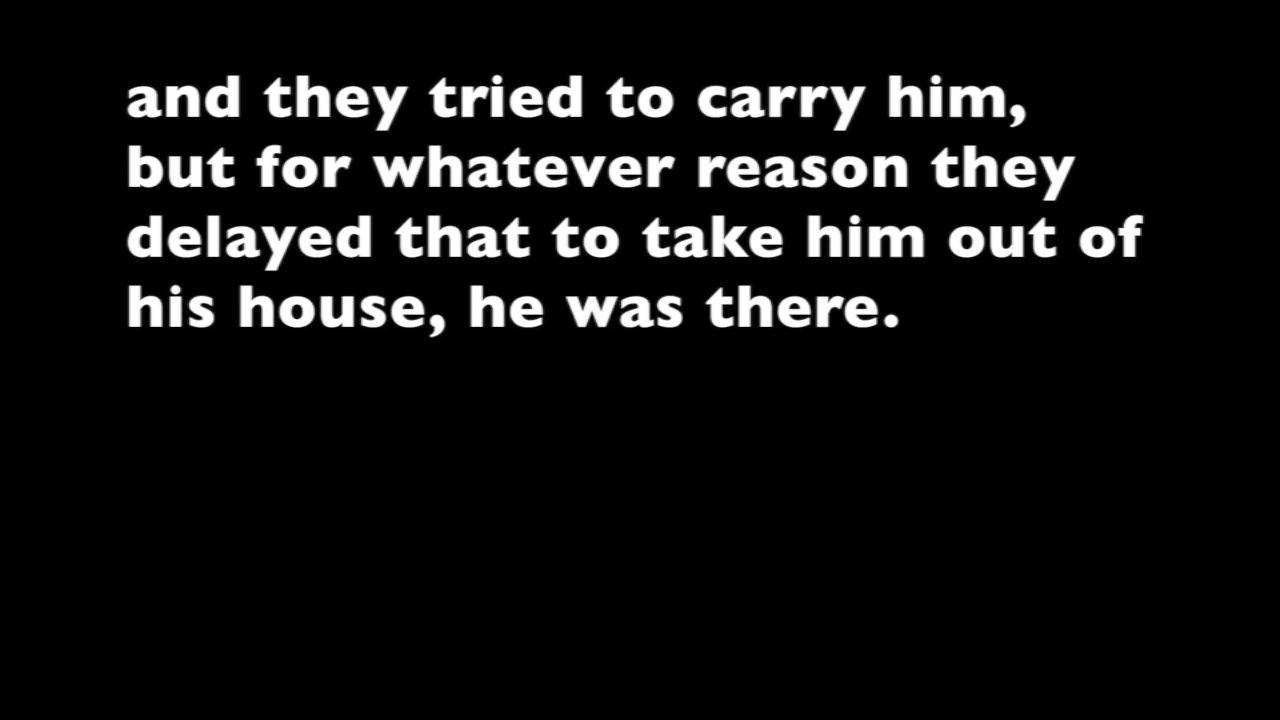 and they tried to carry him,
but for whatever reason they
delayed that to take him out of
his house, he was there.